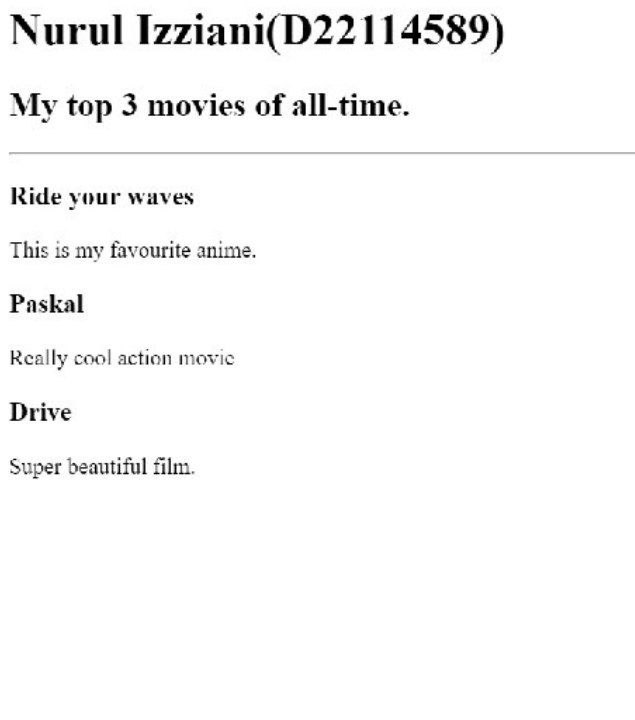 Nurul Izziani(D22114589)
My top 3 movies of all-time.
Ride your waves
This is my favourite anime.
Paskal
Really cool action movie
Drive
Super beautiful film.